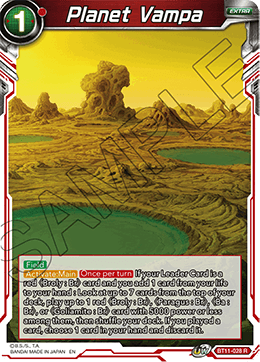 1
Planet Vampa
EXTRA
SAMPLE
Field
Activate:Main Once per turn If your Leader Card is a
red ‹Broly : Br› card and you add 1 card from your life
to your hand : Look at up to 7 cards from the top of your
deck, play up to 1 red ‹Broly : Br›, ‹Paragus : Br›, ‹Ba :
Br›, or ‹Goliamite : Br› card with 5000 power or less
among them, then shuffle your deck. If you played a
card, choose 1 card in your hand and discard it.
©B.S./S., T.A.
BANDAI MADE IN JAPAN EN
UW
BT11-028 R